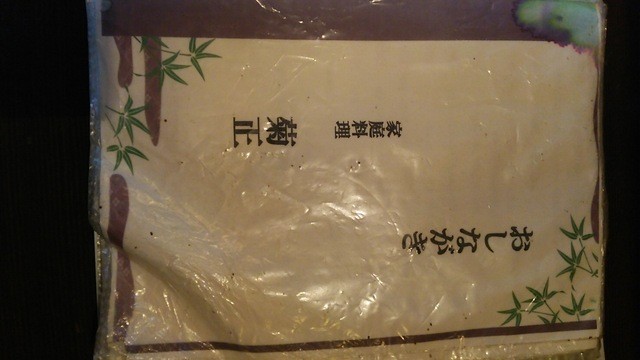 おしながき
家庭料理 菊正